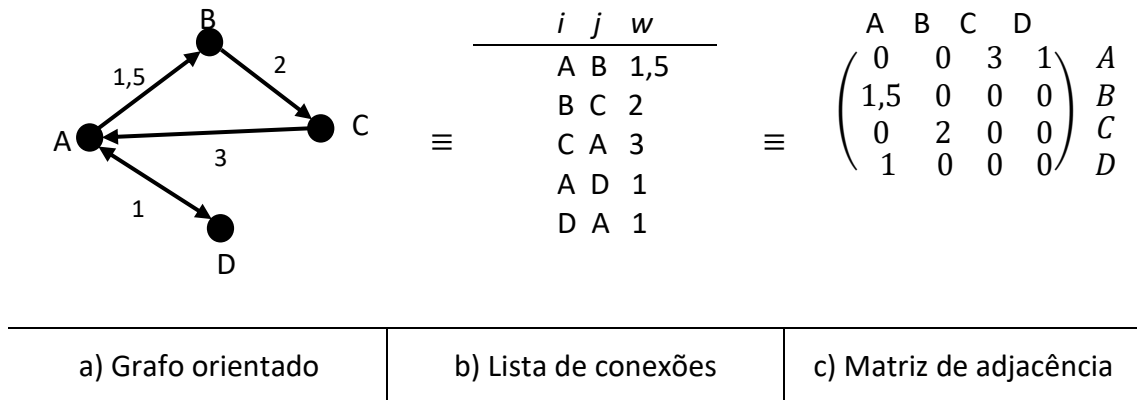 B
1,5
2
A
C
3
1
D
≡
i j w
A B 1,5
B C 2
C A 3
A D 1
D A 1
≡
A B C D
0 0 3 1 A
1,5 0 0 0 B
0 2 0 0 C
1 0 0 0 D
a) Grafo orientado
b) Lista de conexões
c) Matriz de adjacência